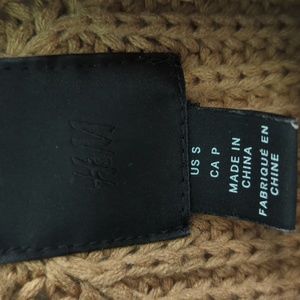 H&M
US S
CA P
MADE IN
CHINA
FABRIQUÉ EN
CHINE